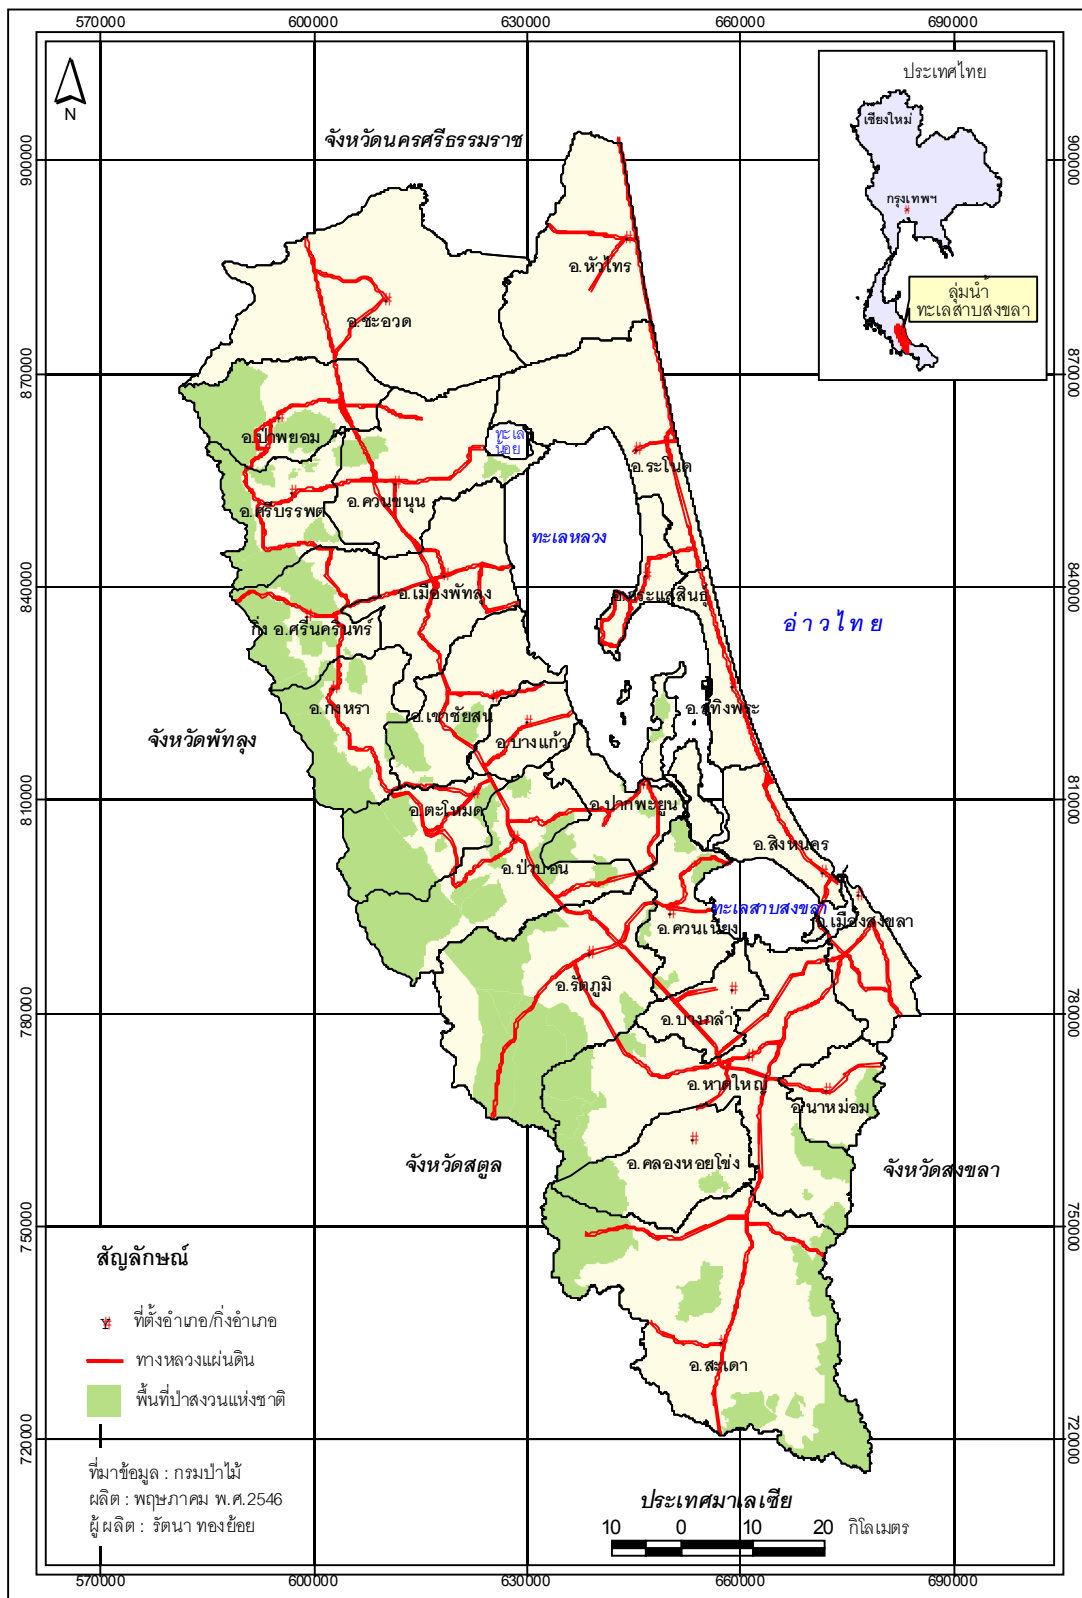 570000 600000 630000 660000 690000
N
จังหวัดนครศรีธรรมราช
ประเทศไทย
เชียงใหม่
กรุงเทพฯ
ลุ่มน้ำ
ทะเลสาบสงขลา
900000 900000
อ.หัวไทร
อ.ชะอวด
870000 870000
อ.ป่าพยอม
ทะเล
น้อย
อ.ระโนด
อ.ศรีบรรพต
อ.ควนขนุน
ทะเลหลวง
840000 840000
อ.เมืองพัทลุง
อ.กระแสสินธุ์
กิ่ง อ.ศรีนครินทร์
อ่าวไทย
อ.กงหรา
อ.เขาชัยสน
อ.สทิงพระ
จังหวัดพัทลุง
อ.บางแก้ว
810000 810000
อ.ตะโหมด
อ.ปากพะยูน
อ.สิงหนคร
อ.ป่าบอน
ทะเลสาบสงขลา
อ.เมืองสงขลา
อ.ควนเนียง
อ.รัตภูมิ
780000 780000
อ.บางกล่ำ
อ.หาดใหญ่
อ.นาหม่อม
จังหวัดสตูล
อ.คลองหอยโข่ง
จังหวัดสงขลา
750000 750000
สัญลักษณ์
ที่ตั้งอำเภอ/กิ่งอำเภอ
ทางหลวงแผ่นดิน
อ.สะเดา
พื้นที่ป่าสงวนแห่งชาติ
720000 720000
ที่มาข้อมูล : กรมป่าไม้
ผลิต : พฤษภาคม พ.ศ.2546
ผู้ผลิต : รัตนา ทองย้อย
ประเทศมาเลเซีย
10 0 10 20 กิโลเมตร
570000 600000 630000 660000 690000